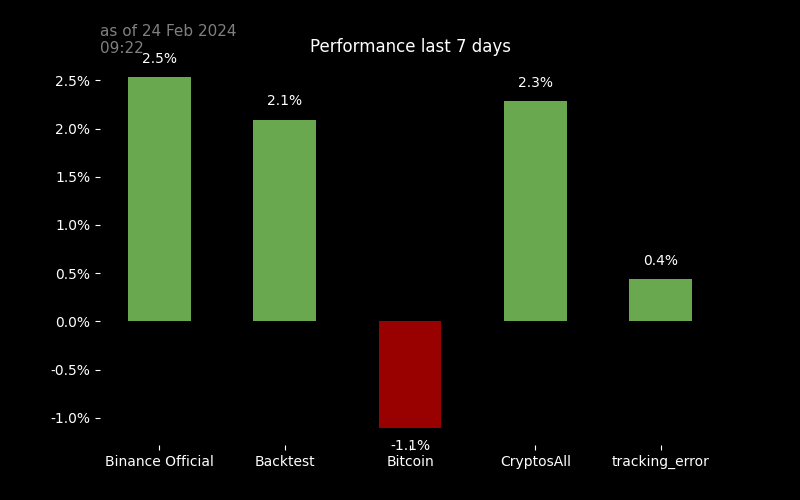 as of 24 Feb 2024
09:22
Performance last 7 days
2.5%
2.1%
2.3%
0.4%
-1.1%
2.5%
2.0%
1.5%
1.0%
0.5%
0.0%
-0.5%
-1.0%
Binance Official
Backtest
Bitcoin
CryptosAll
tracking_error